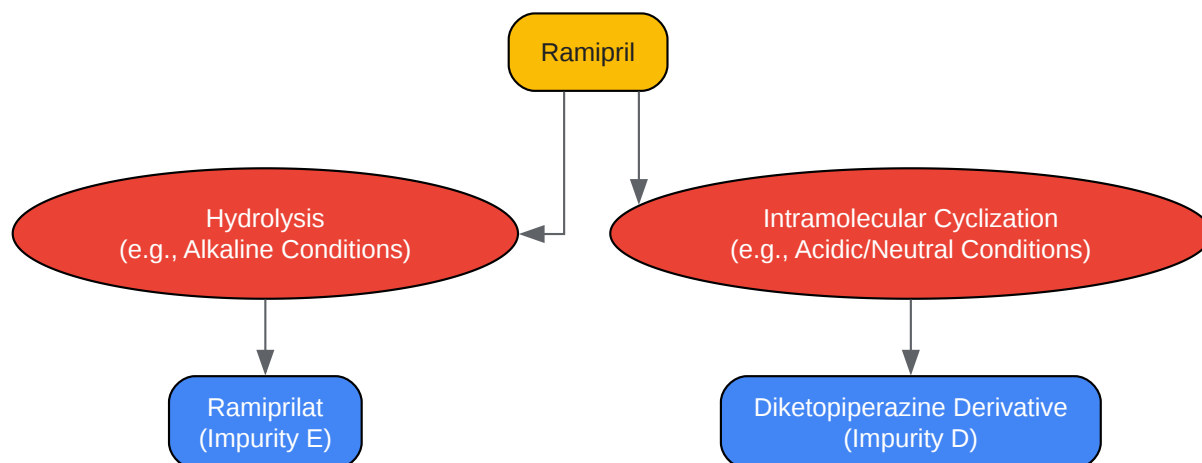 Ramipril
Hydrolysis
(e.g., Alkaline Conditions)
Intramolecular Cyclization
(e.g., Acidic/Neutral Conditions)
Ramiprilat
(Impurity E)
Diketopiperazine Derivative
(Impurity D)